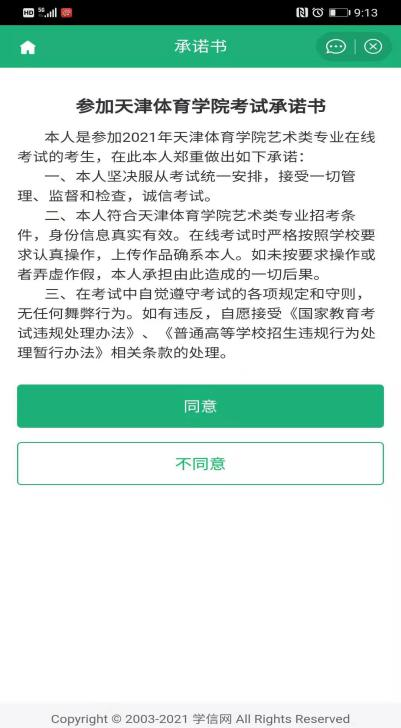 HD 5G 9:13
承诺书
参加天津体育学院考试承诺书
本人是参加2021年天津体育学院艺术类专业在线
考试的考生，在此本人郑重做出如下承诺：
一、本人坚决服从考试统一安排，接受一切管
理、监督和检查，诚信考试。
二、本人符合天津体育学院艺术类专业招考条
件，身份信息真实有效。在线考试时严格按照学校要
求认真操作，上传作品确系本人。如未按要求操作或
者弄虚作假，本人承担由此造成的一切后果。
三、在考试中自觉遵守考试的各项规定和守则，
无任何舞弊行为。如有违反，自愿接受《国家教育考
试违规处理办法》、《普通高等学校招生违规行为处
理暂行办法》相关条款的处理。
同意
不同意
Copyright © 2003-2021 学信网 All Rights Reserved